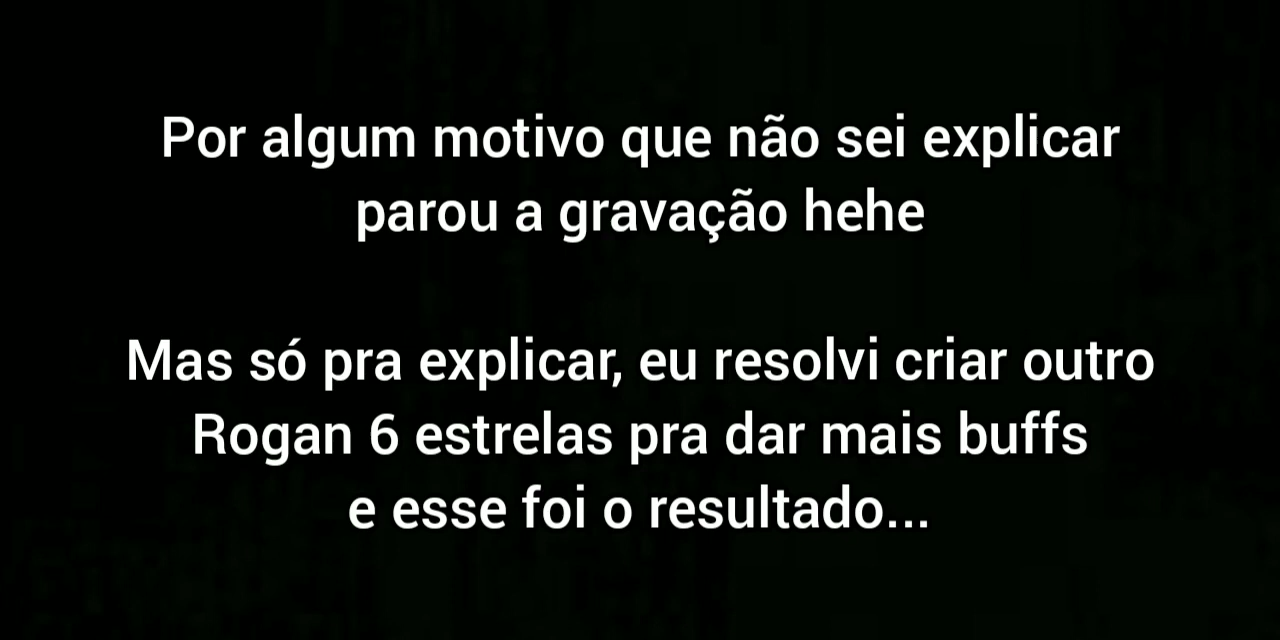 Por algum motivo que não sei explicar
parou a gravação hehe
Mas só pra explicar, eu resolvi criar outro
Rogan 6 estrelas pra dar mais buffs
e esse foi o resultado...